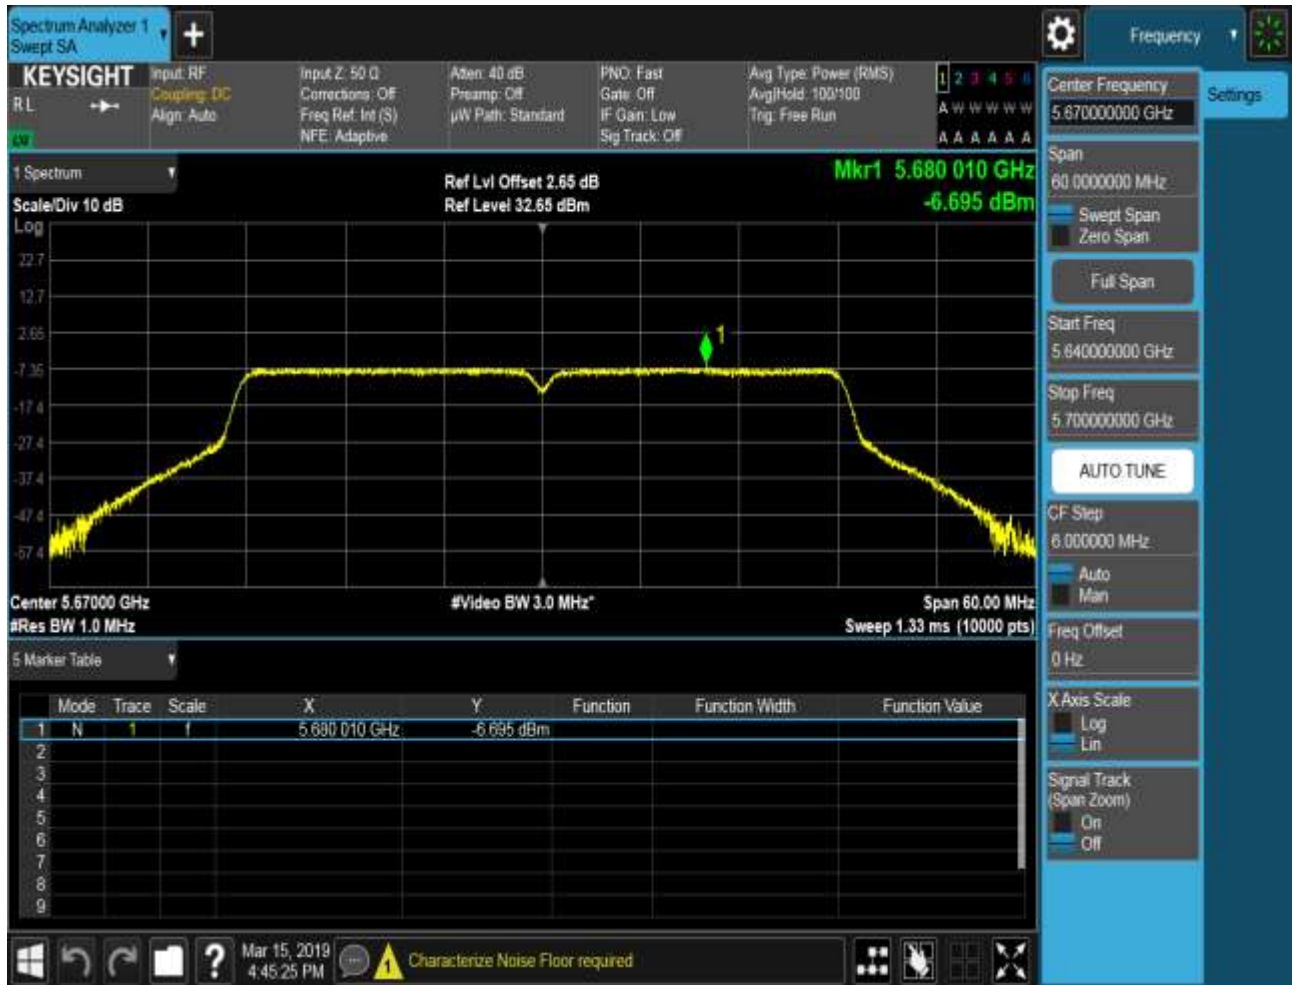 Spectrum Analyzer 1
Swept SA
+
Frequency
KEYSIGHT
RL
Input: RF
Coupling: DC
Align: Auto
Input Z: 50 Ω
Corrections: Off
Freq Ref: Int (S)
NFE: Adaptive
Atten: 40 dB
Preamp: Off
µW Path: Standard
PNO: Fast
Gate: Off
IF Gain: Low
Sig Track: Off
Avg Type: Power (RMS)
Avg|Hold: 100/100
Trig: Free Run
1 2 3 4 5 6
A W W W W W
A A A A A A
1 Spectrum
Scale/Div 10 dB
Ref Lvl Offset 2.65 dB
Ref Level 32.65 dBm
Mkr1 5.680 010 GHz
-6.695 dBm
Log
22.7
12.7
2.65
-7.35
-17.4
-27.4
-37.4
-47.4
-57.4
1
Center 5.67000 GHz
#Video BW 3.0 MHz*
Span 60.00 MHz
#Res BW 1.0 MHz
Sweep 1.33 ms (10000 pts)
5 Marker Table
Mode Trace Scale X Y Function Function Width Function Value
1 N 1 f 5.680 010 GHz -6.695 dBm
2
3
4
5
6
7
8
9
Mar 15, 2019
4:45:25 PM
Characterize Noise Floor required
Center Frequency
5.670000000 GHz
Settings
Span
60.0000000 MHz
Swept Span
Zero Span
Full Span
Start Freq
5.640000000 GHz
Stop Freq
5.700000000 GHz
AUTO TUNE
CF Step
6.000000 MHz
Auto
Man
Freq Offset
0 Hz
X Axis Scale
Log
Lin
Signal Track
(Span Zoom)
On
Off